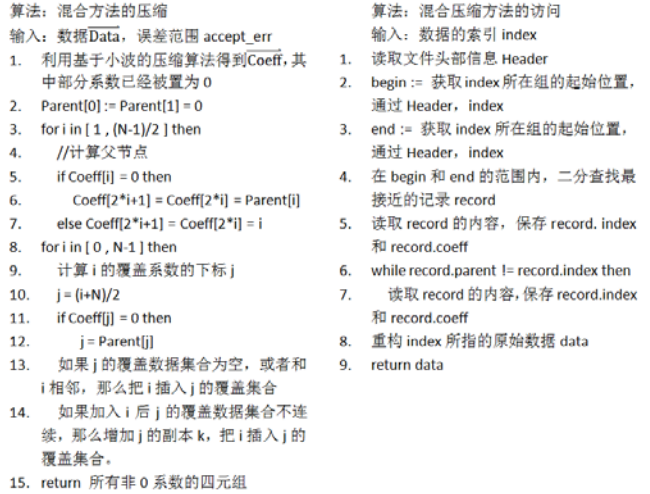 算法：混合方法的压缩
输入：数据Data，误差范围 accept_err
1. 利用基于小波的压缩算法得到Coeff，其
中部分系数已经被置为 0
2. Parent[0] := Parent[1] = 0
3. for i in [ 1 , (N-1)/2 ] then
4. //计算父节点
5. if Coeff[i] = 0 then
6. Coeff[2*i+1] = Coeff[2*i] = Parent[i]
7. else Coeff[2*i+1] = Coeff[2*i] = i
8. for i in [ 0 , N-1 ] then
9. 计算 i 的覆盖系数的下标 j
10. j = (i+N)/2
11. if Coeff[j] = 0 then
12. j = Parent[j]
13. 如果 j 的覆盖数据集合为空，或者和
i 相邻，那么把 i 插入 j 的覆盖集合
14. 如果加入 i 后 j 的覆盖数据集合不连
续，那么增加 j 的副本 k，把 i 插入 j 的
覆盖集合。
15. return 所有非 0 系数的四元组
算法：混合压缩方法的访问
输入：数据的索引 index
1. 读取文件头部信息 Header
2. begin := 获取 index 所在组的起始位置，
通过 Header，index
3. end := 获取 index 所在组的起始位置，
通过 Header，index
4. 在 begin 和 end 的范围内，二分查找最
接近的记录 record
5. 读取 record 的内容，保存 record. index
和 record.coeff
6. while record.parent != record.index then
7. 读取 record 的内容，保存 record.index
和 record.coeff
8. 重构 index 所指的原始数据 data
9. return data